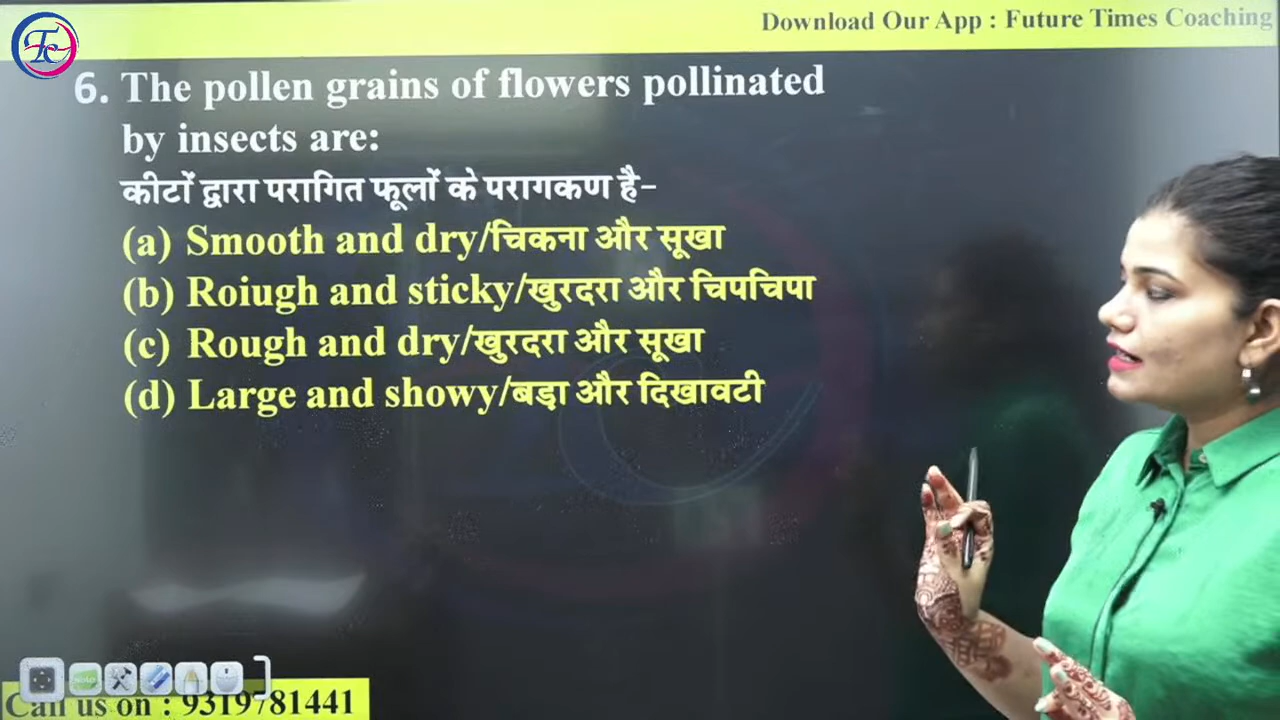 Download Our App : Future Times Coaching
6. The pollen grains of flowers pollinated
by insects are:
कीटों द्वारा परागित फूलों के परागकण है-
(a) Smooth and dry/चिकना और सूखा
(b) Roiugh and sticky/खुरदरा और चिपचिपा
(c) Rough and dry/खुरदरा और सूखा
(d) Large and showy/बड़ा और दिखावटी
Call us on : 9319781441